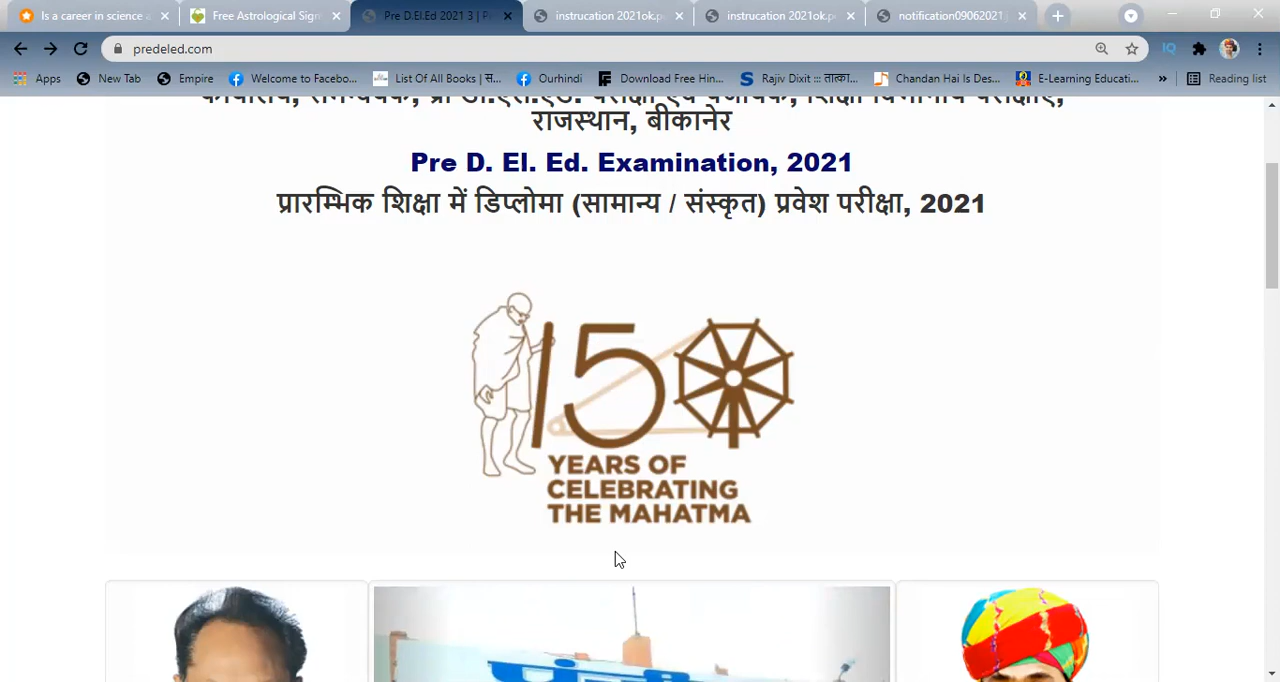 Is a career in science a
Free Astrological Sign
Pre D.El.Ed 2021 3 | P
instrucation 2021ok.p
instrucation 2021ok.p
notification09062021
predeled.com
Apps
New Tab
Empire
Welcome to Facebo...
List Of All Books | स...
Ourhindi
Download Free Hin...
Rajiv Dixit ::: तात्का...
Chandan Hai Is Des...
E-Learning Educati...
»
Reading list
राजस्थान, बीकानेर
Pre D. El. Ed. Examination, 2021
प्रारम्भिक शिक्षा में डिप्लोमा (सामान्य / संस्कृत) प्रवेश परीक्षा, 2021
150
YEARS OF
CELEBRATING
THE MAHATMA